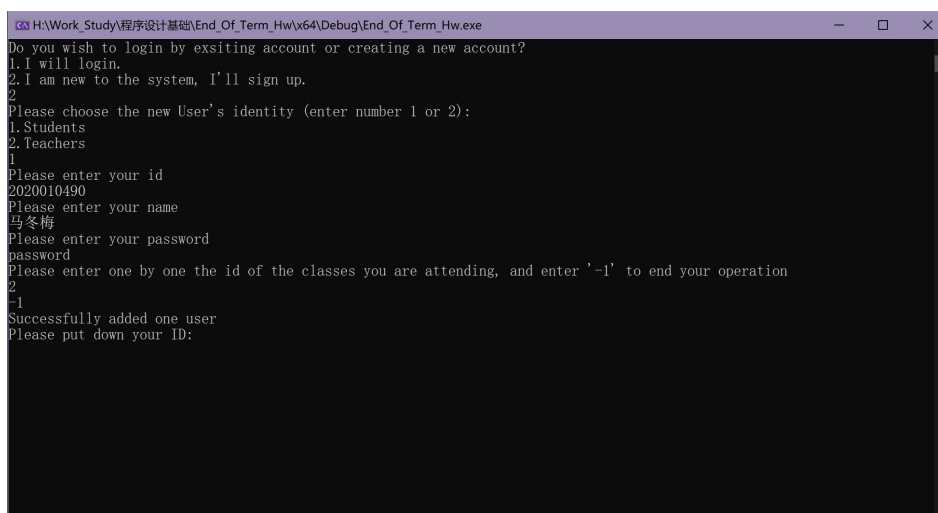 H:\Work_Study\程序设计基础\End_Of_Term_Hw\x64\Debug\End_Of_Term_Hw.exe
Do you wish to login by exsiting account or creating a new account?
1.I will login.
2.I am new to the system, I'll sign up.
2
Please choose the new User's identity (enter number 1 or 2):
1.Students
2.Teachers
1
Please enter your id
2020010490
Please enter your name
马冬梅
Please enter your password
password
Please enter one by one the id of the classes you are attending, and enter '-1' to end your operation
2
-1
Successfully added one user
Please put down your ID: